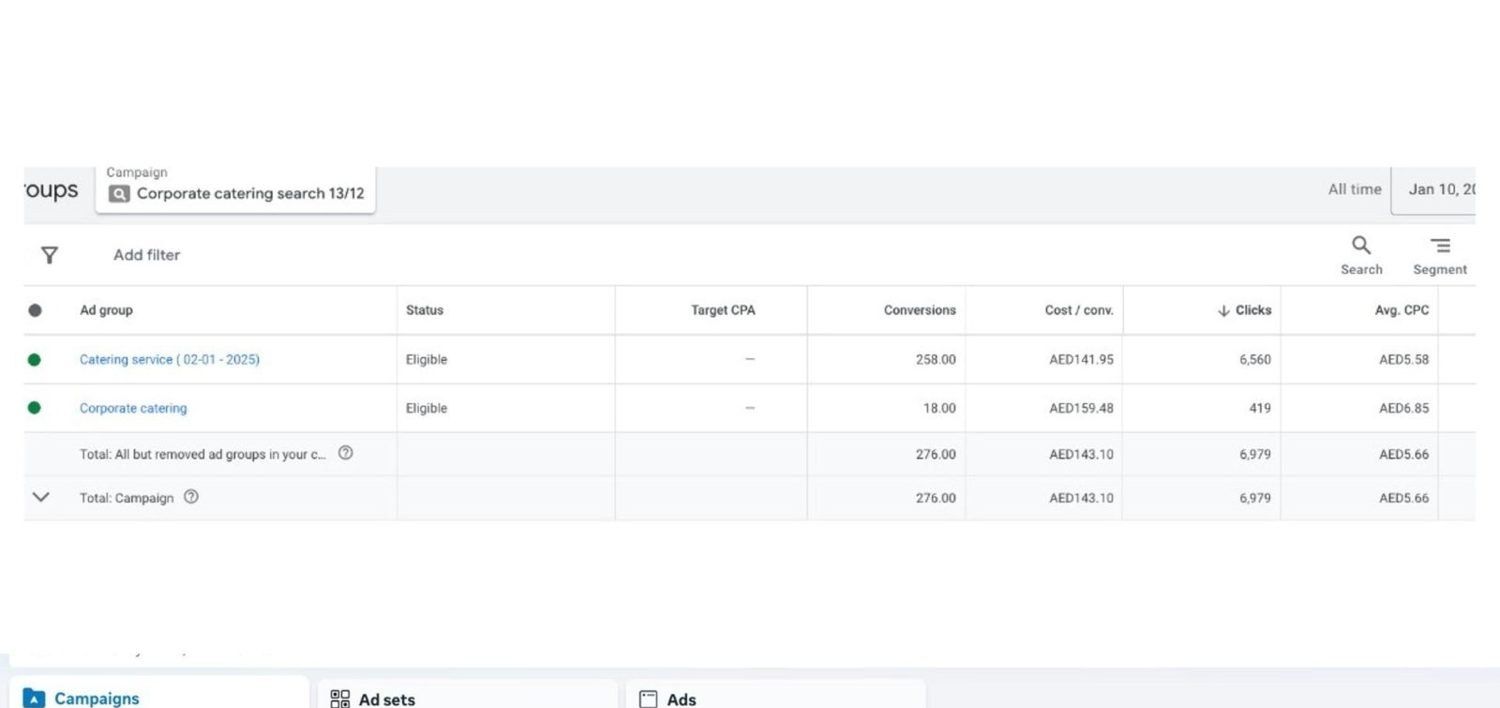 Campaign
oups Corporate catering search 13/12 All time Jan 10, 20
Add filter Search Segment
Ad group Status Target CPA Conversions Cost / conv. Clicks Avg. CPC
Catering service ( 02-01 - 2025) Eligible — 258.00 AED141.95 6,560 AED5.58
Corporate catering Eligible — 18.00 AED159.48 419 AED6.85
Total: All but removed ad groups in your c... 276.00 AED143.10 6,979 AED5.66
Total: Campaign 276.00 AED143.10 6,979 AED5.66
Campaigns Ad sets Ads